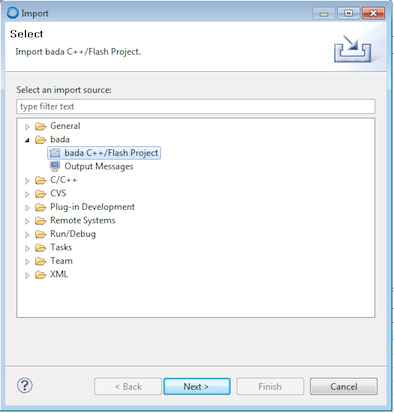 Import
Select
Import bada C++/Flash Project.
Select an import source:
type filter text
General
bada
bada C++/Flash Project
Output Messages
C/C++
CVS
Plug-in Development
Remote Systems
Run/Debug
Tasks
Team
XML
?
< Back
Next >
Finish
Cancel